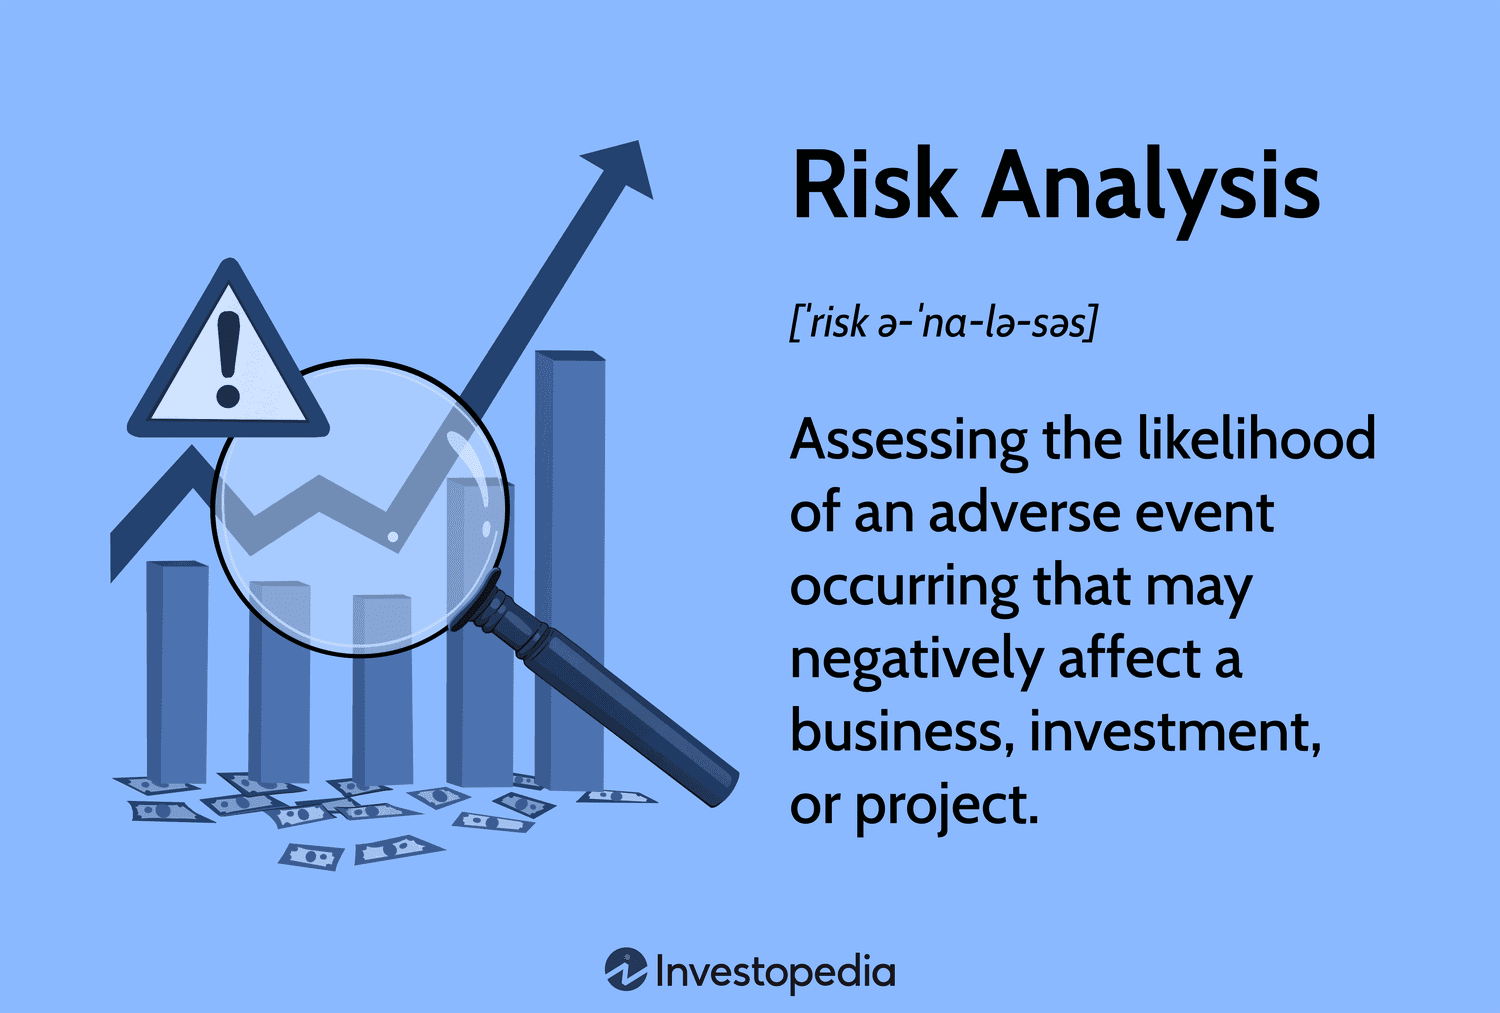 !
Risk Analysis
[ˈrisk ə-ˈna-lə-səs]
Assessing the likelihood
of an adverse event
occurring that may
negatively affect a
business, investment,
or project.
Investopedia